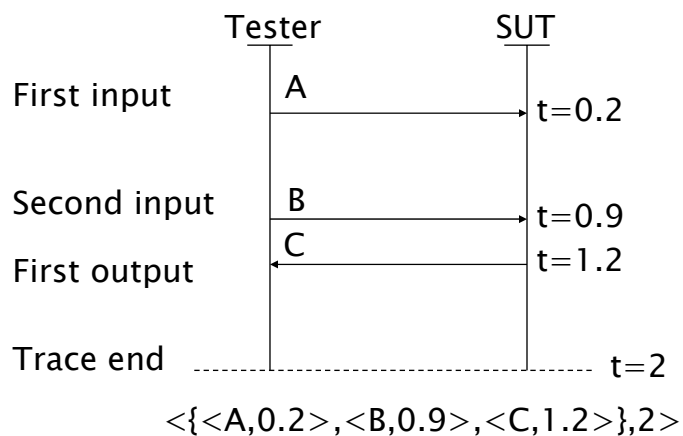 Tester SUT
First input A t=0.2
Second input B t=0.9
First output C t=1.2
Trace end t=2
<{<A,0.2>,<B,0.9>,<C,1.2>},2>